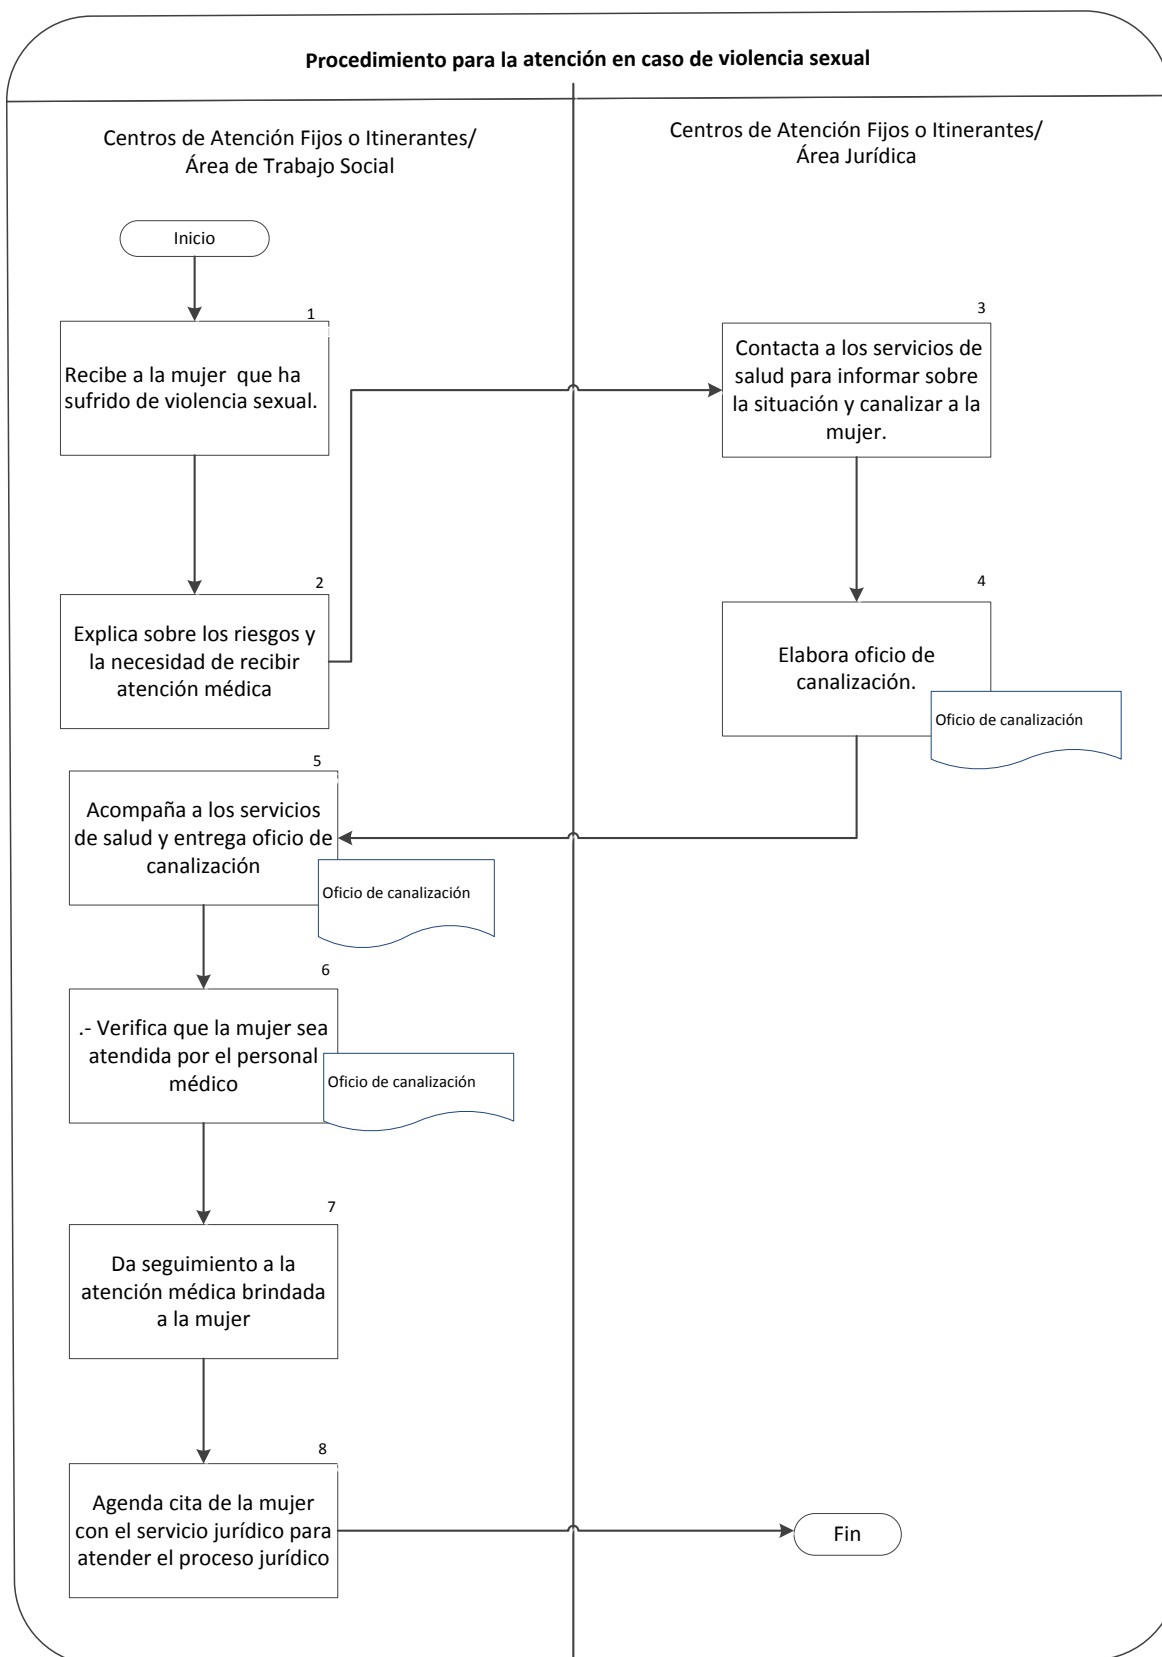 Procedimiento para la atención en caso de violencia sexual
Centros de Atención Fijos o Itinerantes/
Área de Trabajo Social
Centros de Atención Fijos o Itinerantes/
Área Jurídica
Inicio
1
Recibe a la mujer que ha
sufrido de violencia sexual.
2
Explica sobre los riesgos y
la necesidad de recibir
atención médica
3
Contacta a los servicios de
salud para informar sobre
la situación y canalizar a la
mujer.
4
Elabora oficio de
canalización.
Oficio de canalización
5
Acompaña a los servicios
de salud y entrega oficio de
canalización
Oficio de canalización
6
.- Verifica que la mujer sea
atendida por el personal
médico
Oficio de canalización
7
Da seguimiento a la
atención médica brindada
a la mujer
8
Agenda cita de la mujer
con el servicio jurídico para
atender el proceso jurídico
Fin